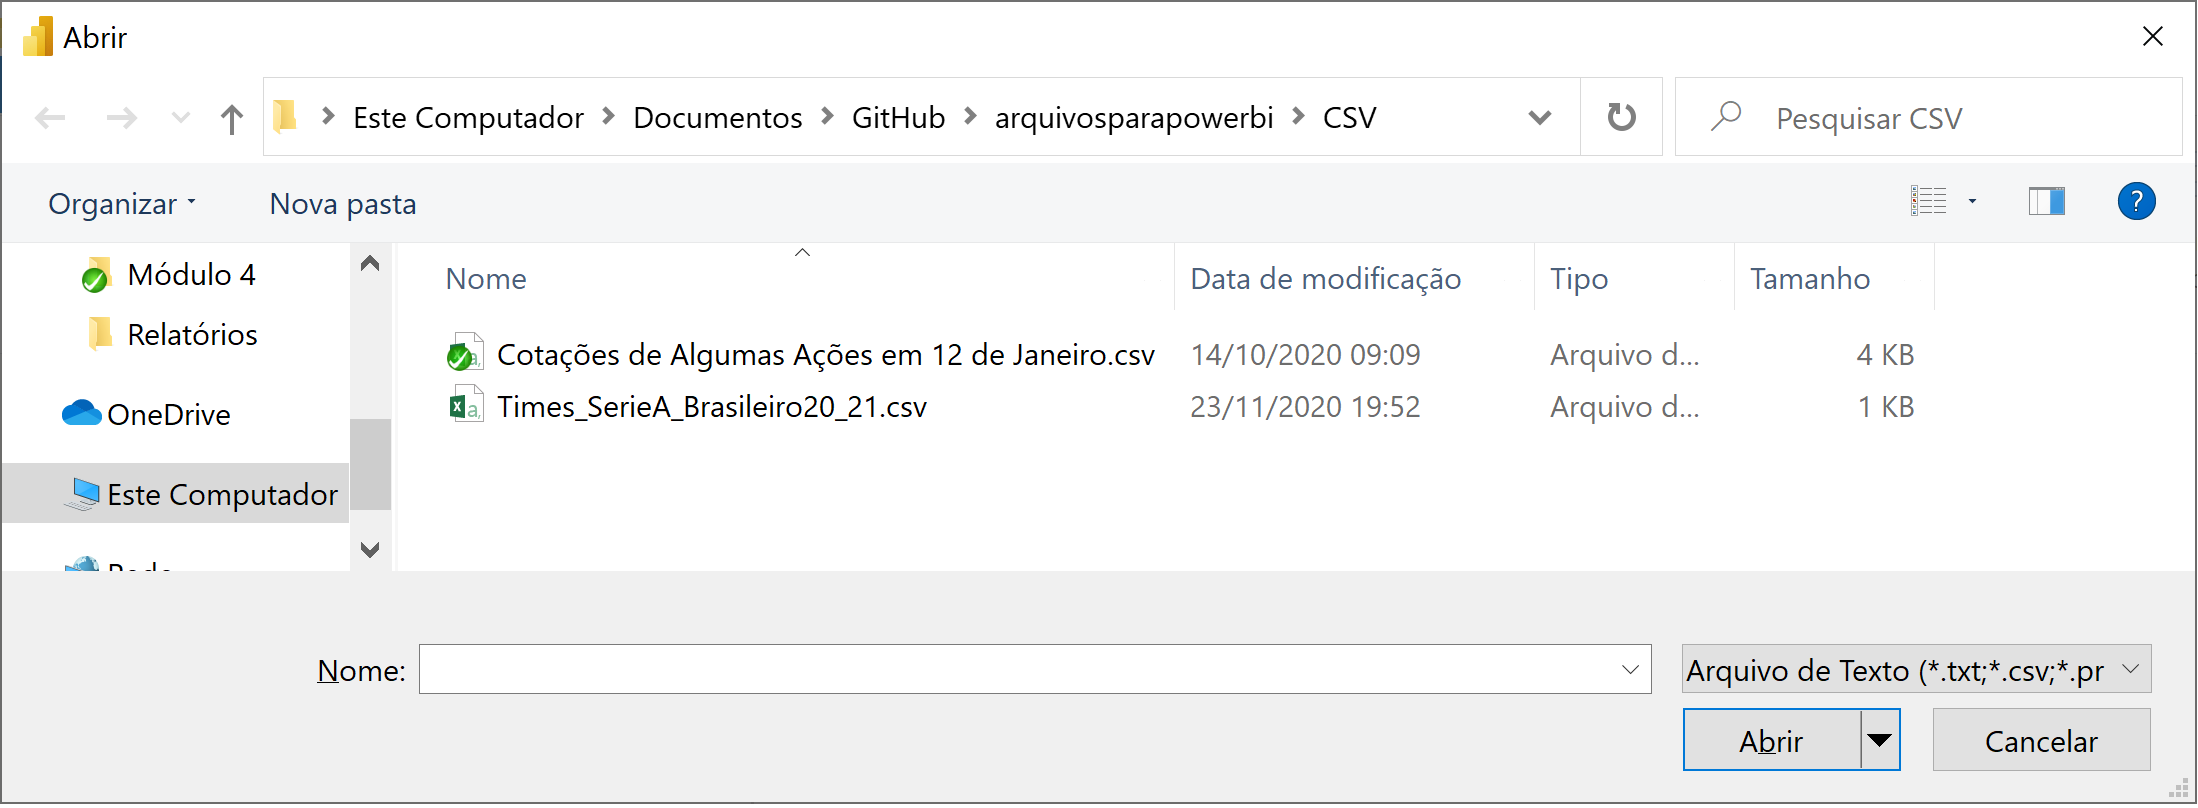 Abrir
Este Computador Documentos GitHub arquivosparapowerbi CSV
Pesquisar CSV
Organizar Nova pasta
?
Módulo 4
Relatórios
OneDrive
Este Computador
Nome Data de modificação Tipo Tamanho
Cotações de Algumas Ações em 12 de Janeiro.csv 14/10/2020 09:09 Arquivo d... 4 KB
Times_SerieA_Brasileiro20_21.csv 23/11/2020 19:52 Arquivo d... 1 KB
Nome:
Arquivo de Texto (*.txt;*.csv;*.pr
Abrir
Cancelar